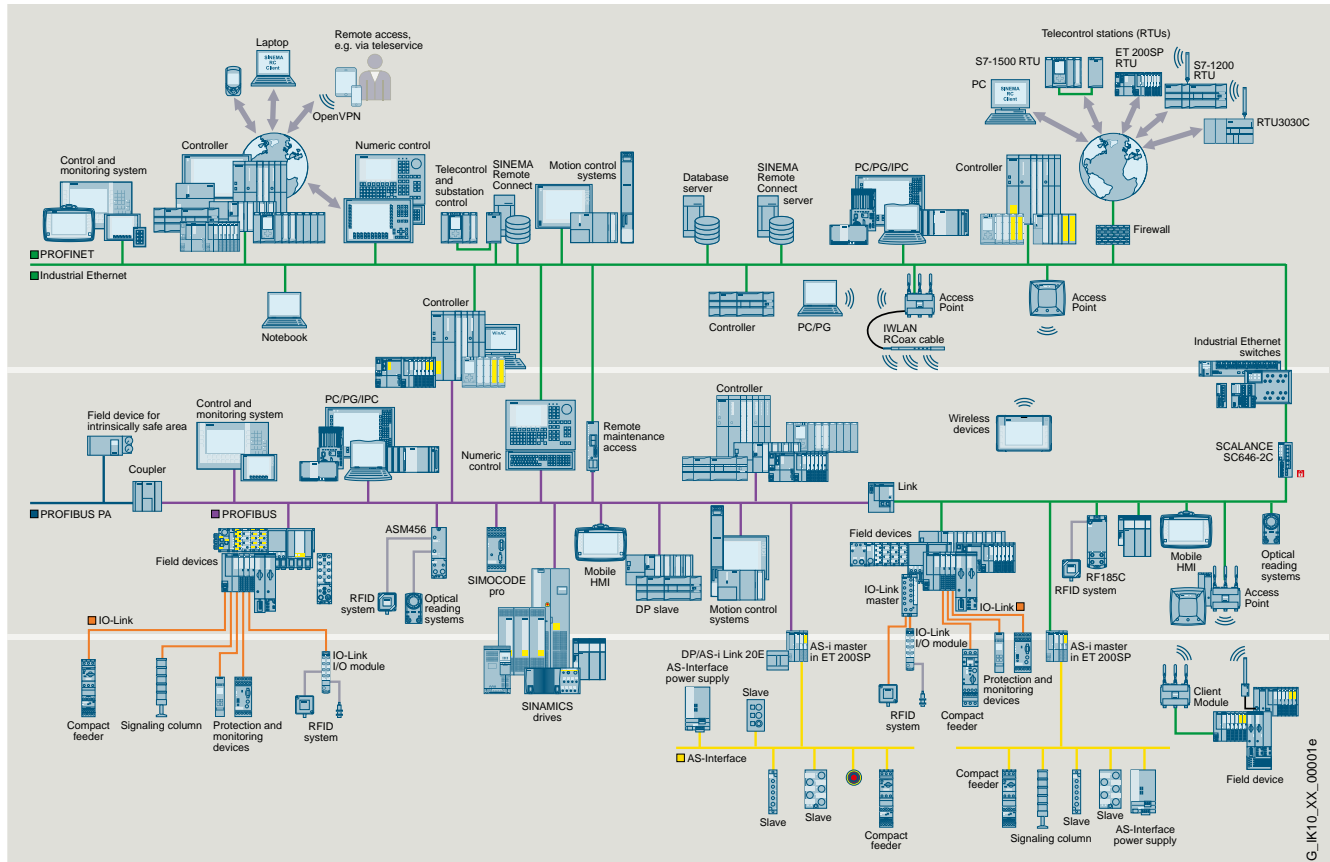 Laptop
SINEMA
RC
Client
Remote access,
e.g. via teleservice
OpenVPN
Telecontrol stations (RTUs)
S7-1500 RTU
ET 200SP
RTU
S7-1200
RTU
PC
SINEMA
RC
Client
RTU3030C
Control and
monitoring system
Controller
Numeric control
Telecontrol
and
substation
control
SINEMA
Remote
Connect
Motion control
systems
Database
server
SINEMA
Remote
Connect
server
PC/PG/IPC
Controller
Firewall
PROFINET
Industrial Ethernet
Notebook
Controller
WinAC
Controller
PC/PG
Access
Point
IWLAN
RCoax cable
Access
Point
Industrial Ethernet
switches
Field device for
intrinsically safe area
Control and
monitoring system
PC/PG/IPC
Numeric
control
Remote
maintenance
access
Controller
Wireless
devices
SCALANCE
SC646-2C
Coupler
Link
PROFIBUS PA
PROFIBUS
Field devices
ASM456
RFID
system
Optical
reading
systems
SIMOCODE
pro
Mobile
HMI
DP slave
Motion control
systems
Field devices
IO-Link
master
RF185C
RFID system
Mobile
HMI
Access
Point
Optical
reading
systems
IO-Link
IO-Link
I/O module
IO-Link
IO-Link
I/O module
Compact
feeder
Signaling column
Protection and
monitoring
devices
RFID
system
SINAMICS
drives
DP/AS-i Link 20E
AS-Interface
power supply
Slave
AS-i master
in ET 200SP
RFID
system
Compact
feeder
Protection and
monitoring
devices
AS-i master
in ET 200SP
Client
Module
Field device
AS-Interface
Slave
Slave
Compact
feeder
Compact
feeder
Signaling column
Slave
Slave
AS-Interface
power supply
G_IK10_XX_00001e